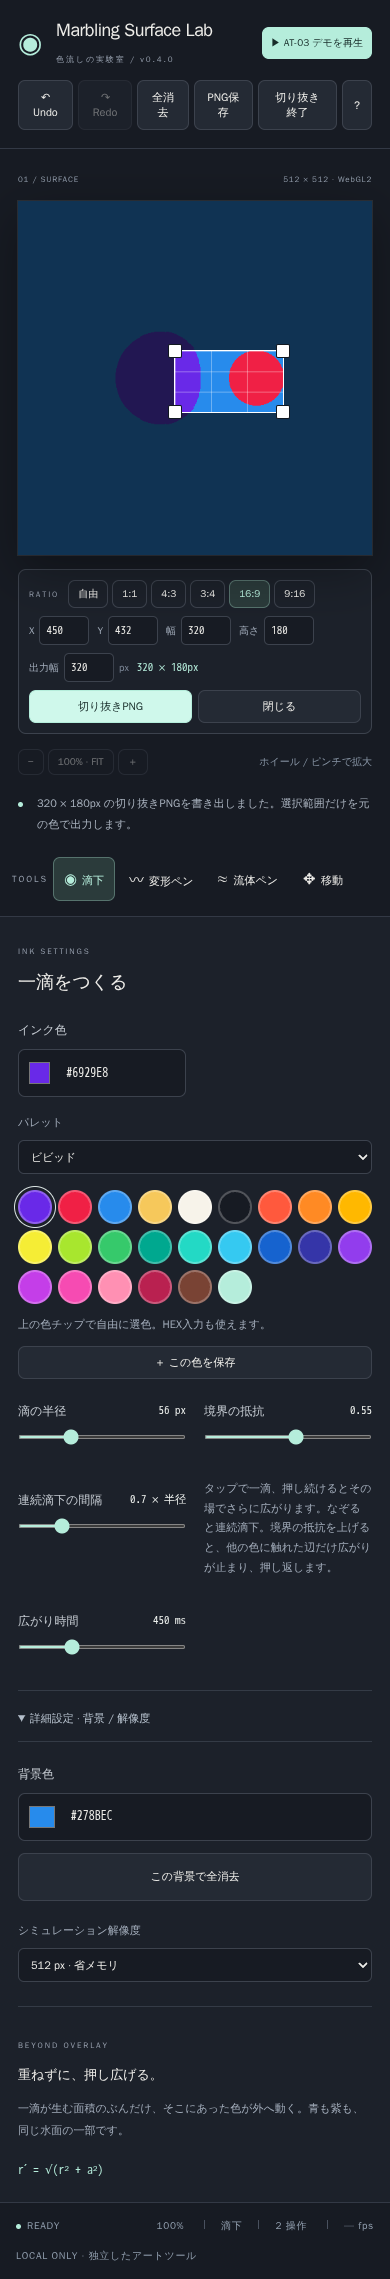 Marbling Surface Lab
色流しの実験室 / v0.4.0
▶ AT-03 デモを再生
↶ Undo
↷ Redo
全消去
PNG保存
切り抜き終了
?
01 / SURFACE
512 × 512 · WebGL2
RATIO 自由 1:1 4:3 3:4 16:9 9:16
X 450 Y 432 幅 320 高さ 180
出力幅 320 px 320 × 180px
切り抜きPNG 閉じる
− 100% · FIT + ホイール / ピンチで拡大
320 × 180px の切り抜きPNGを書き出しました。選択範囲だけを元
の色で出力します。
TOOLS 滴下 変形ペン 流体ペン 移動
INK SETTINGS
一滴をつくる
インク色
#6929E8
パレット
ビビッド
上の色チップで自由に選色。HEX入力も使えます。
+ この色を保存
滴の半径 56 px
境界の抵抗 0.55
連続滴下の間隔 0.7 × 半径
タップで一滴、押し続けるとその
場でさらに広がります。なぞる
と連続滴下。境界の抵抗を上げる
と、他の色に触れた辺だけ広がり
が止まり、押し返します。
広がり時間 450 ms
▼ 詳細設定 · 背景 / 解像度
背景色
#278BEC
この背景で全消去
シミュレーション解像度
512 px · 省メモリ
BEYOND OVERLAY
重ねずに、押し広げる。
一滴が生む面積のぶんだけ、そこにあった色が外へ動く。青も紫も、
同じ水面の一部です。
r′ = √(r² + a²)
READY 100% 滴下 2 操作 — fps
LOCAL ONLY · 独立したアートツール